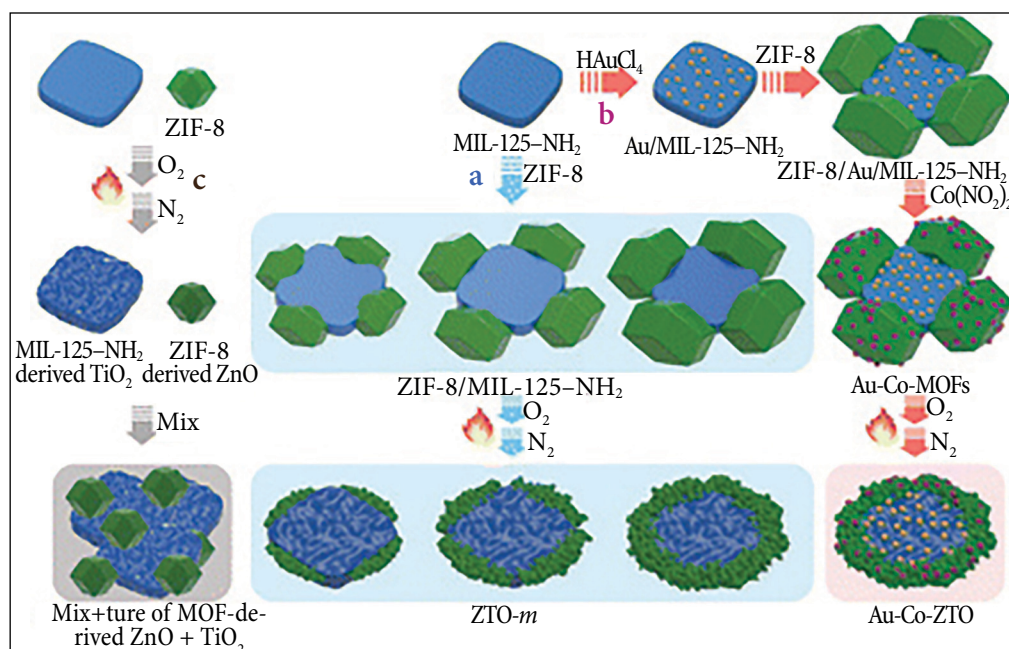 ZIF-8
O₂
c
N₂
MIL-125–NH₂
derived TiO₂
ZIF-8
derived ZnO
Mix
Mix+ture of MOF-de-
rived ZnO + TiO₂
MIL-125–NH₂
a
ZIF-8
ZIF-8/MIL-125–NH₂
O₂
N₂
ZTO-m
HAuCl₄
b
Au/MIL-125–NH₂
ZIF-8
ZIF-8/Au/MIL-125–NH₂
Co(NO₂)₂
Au-Co-MOFs
O₂
N₂
Au-Co-ZTO